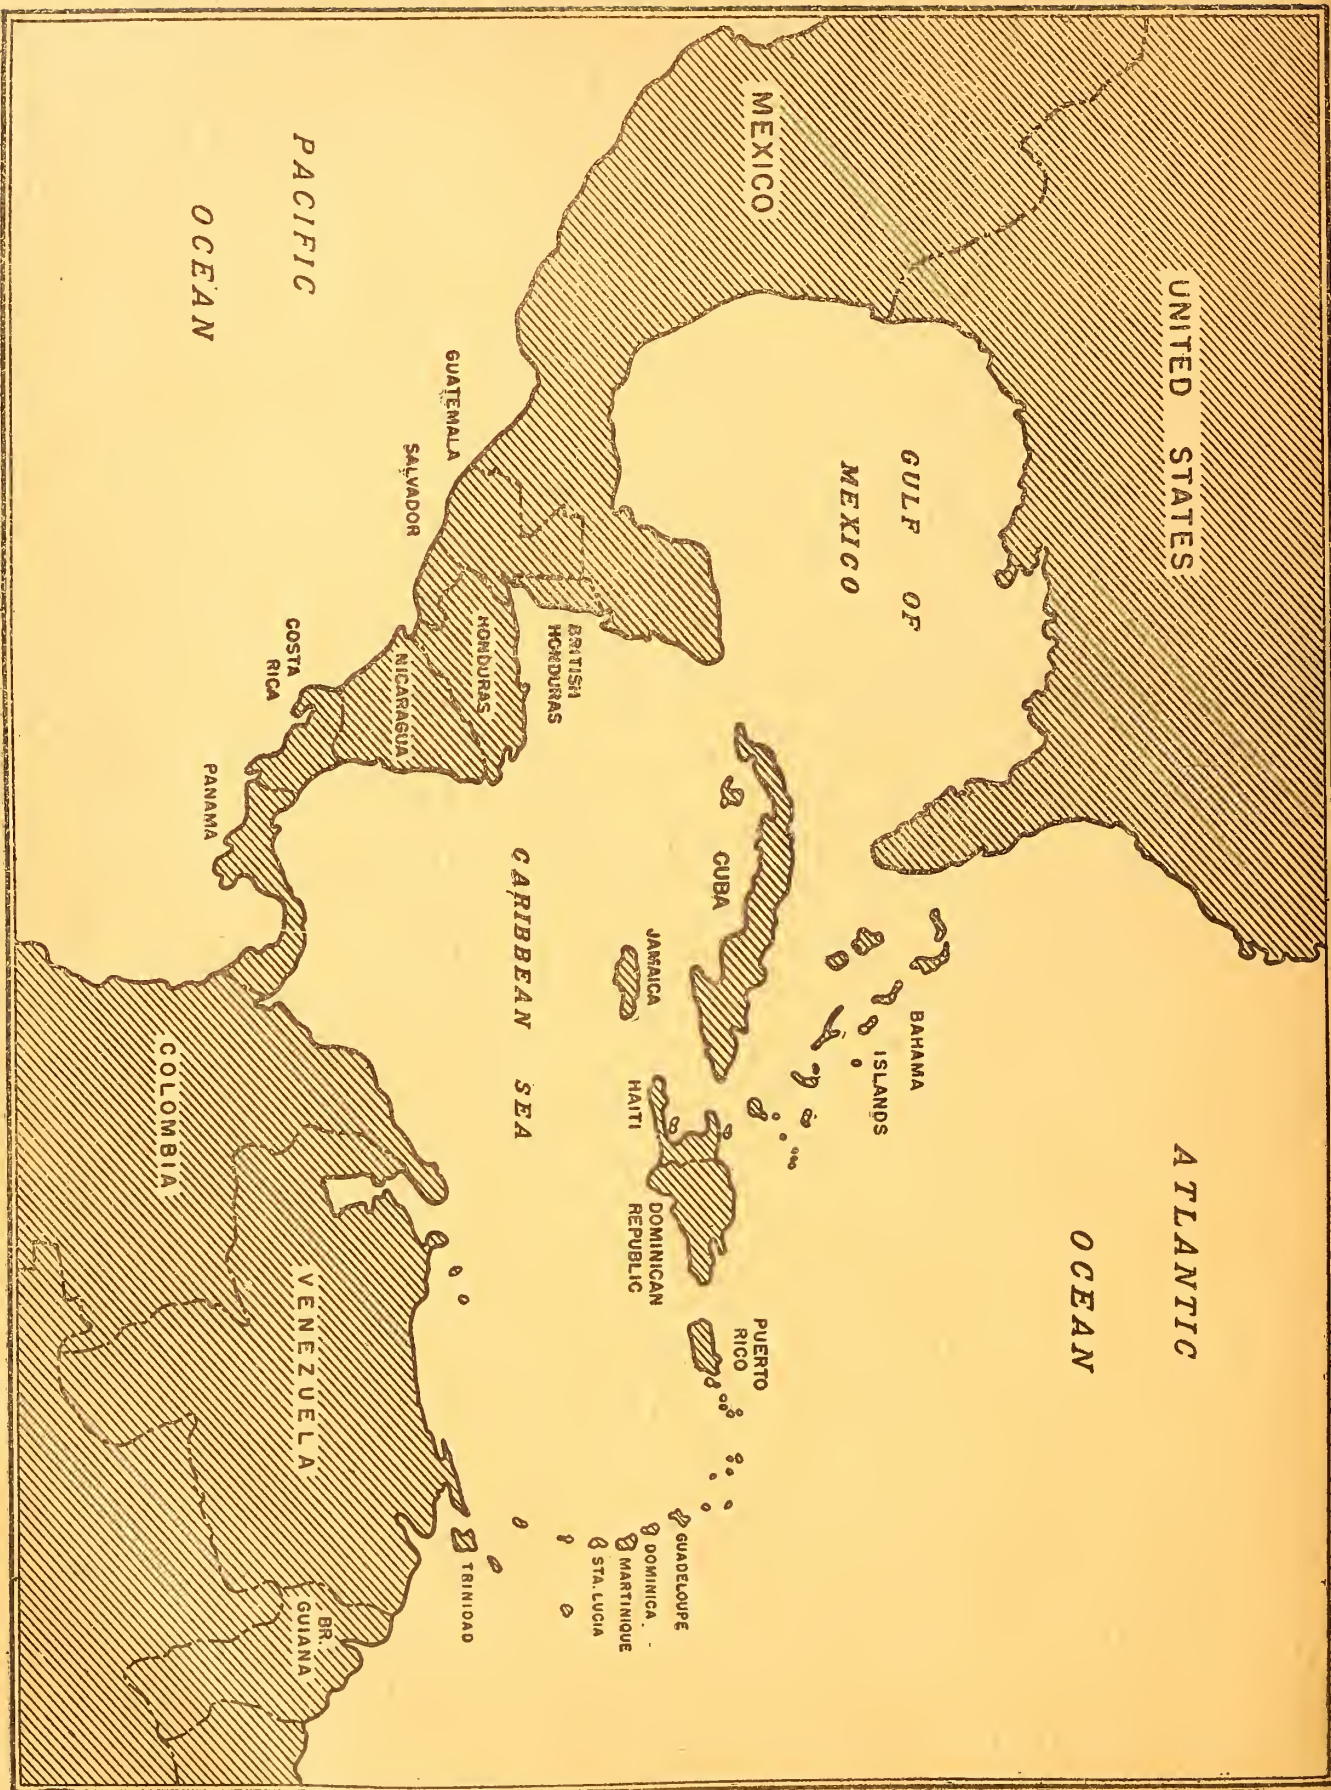 UNITED STATES
MEXICO
ATLANTIC
OCEAN
GULF OF
MEXICO
BAHAMA
ISLANDS
CUBA
PUERTO
RICO
JAMAICA
HAITI
DOMINICAN
REPUBLIC
GUADELOUPE
DOMINICA
MARTINIQUE
STA. LUCIA
BRITISH
HONDURAS
CARIBBEAN SEA
HONDURAS
GUATEMALA
SALVADOR
NICARAGUA
TRINIDAD
PACIFIC
OCEAN
COSTA
RICA
PANAMA
VENEZUELA
BR.
GUIANA
COLOMBIA